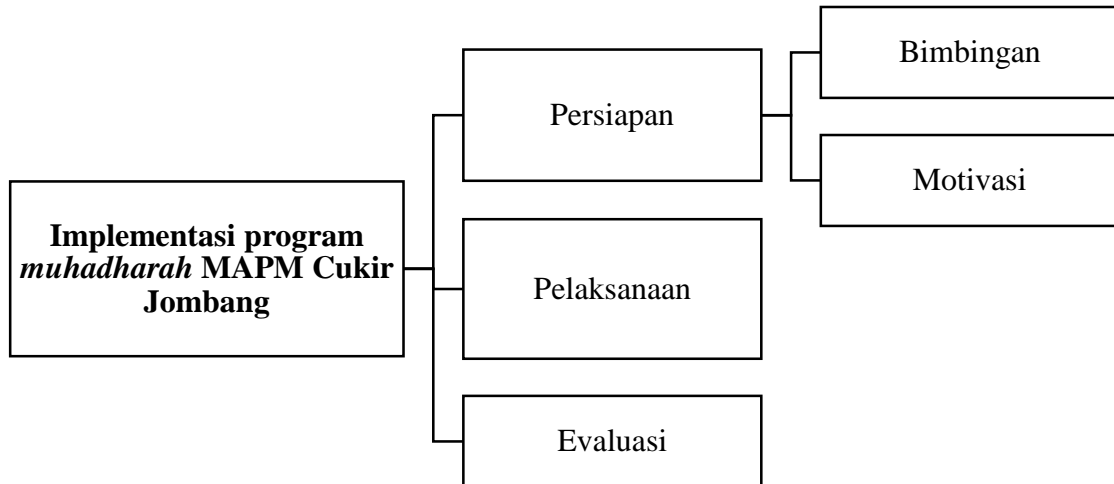 Implementasi program
muhadharah MAPM Cukir
Jombang
Persiapan
Bimbingan
Motivasi
Pelaksanaan
Evaluasi